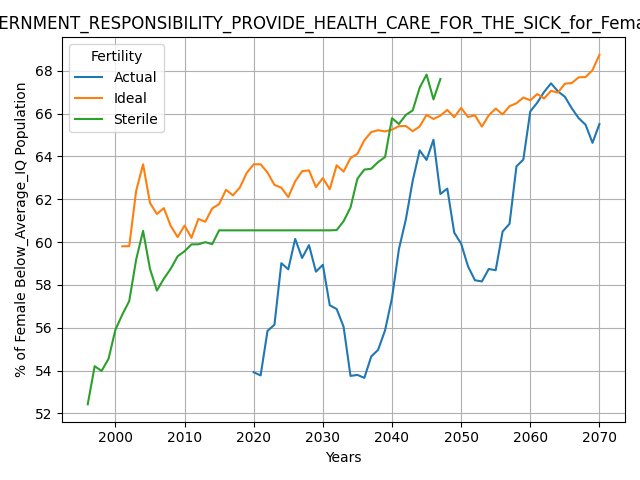 ERNMENT_RESPONSIBILITY_PROVIDE_HEALTH_CARE_FOR_THE_SICK_for_Fema
Fertility
Actual
Ideal
Sterile
% of Female Below_Average_IQ Population
68
66
64
62
60
58
56
54
52
2000 2010 2020 2030 2040 2050 2060 2070
Years